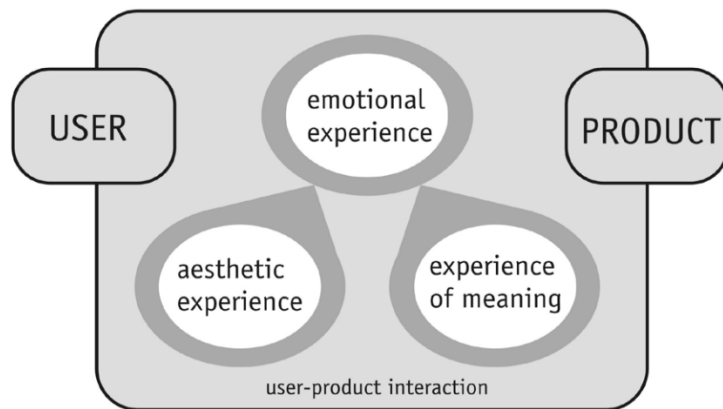 emotional
experience
USER
PRODUCT
aesthetic
experience
experience
of meaning
user-product interaction